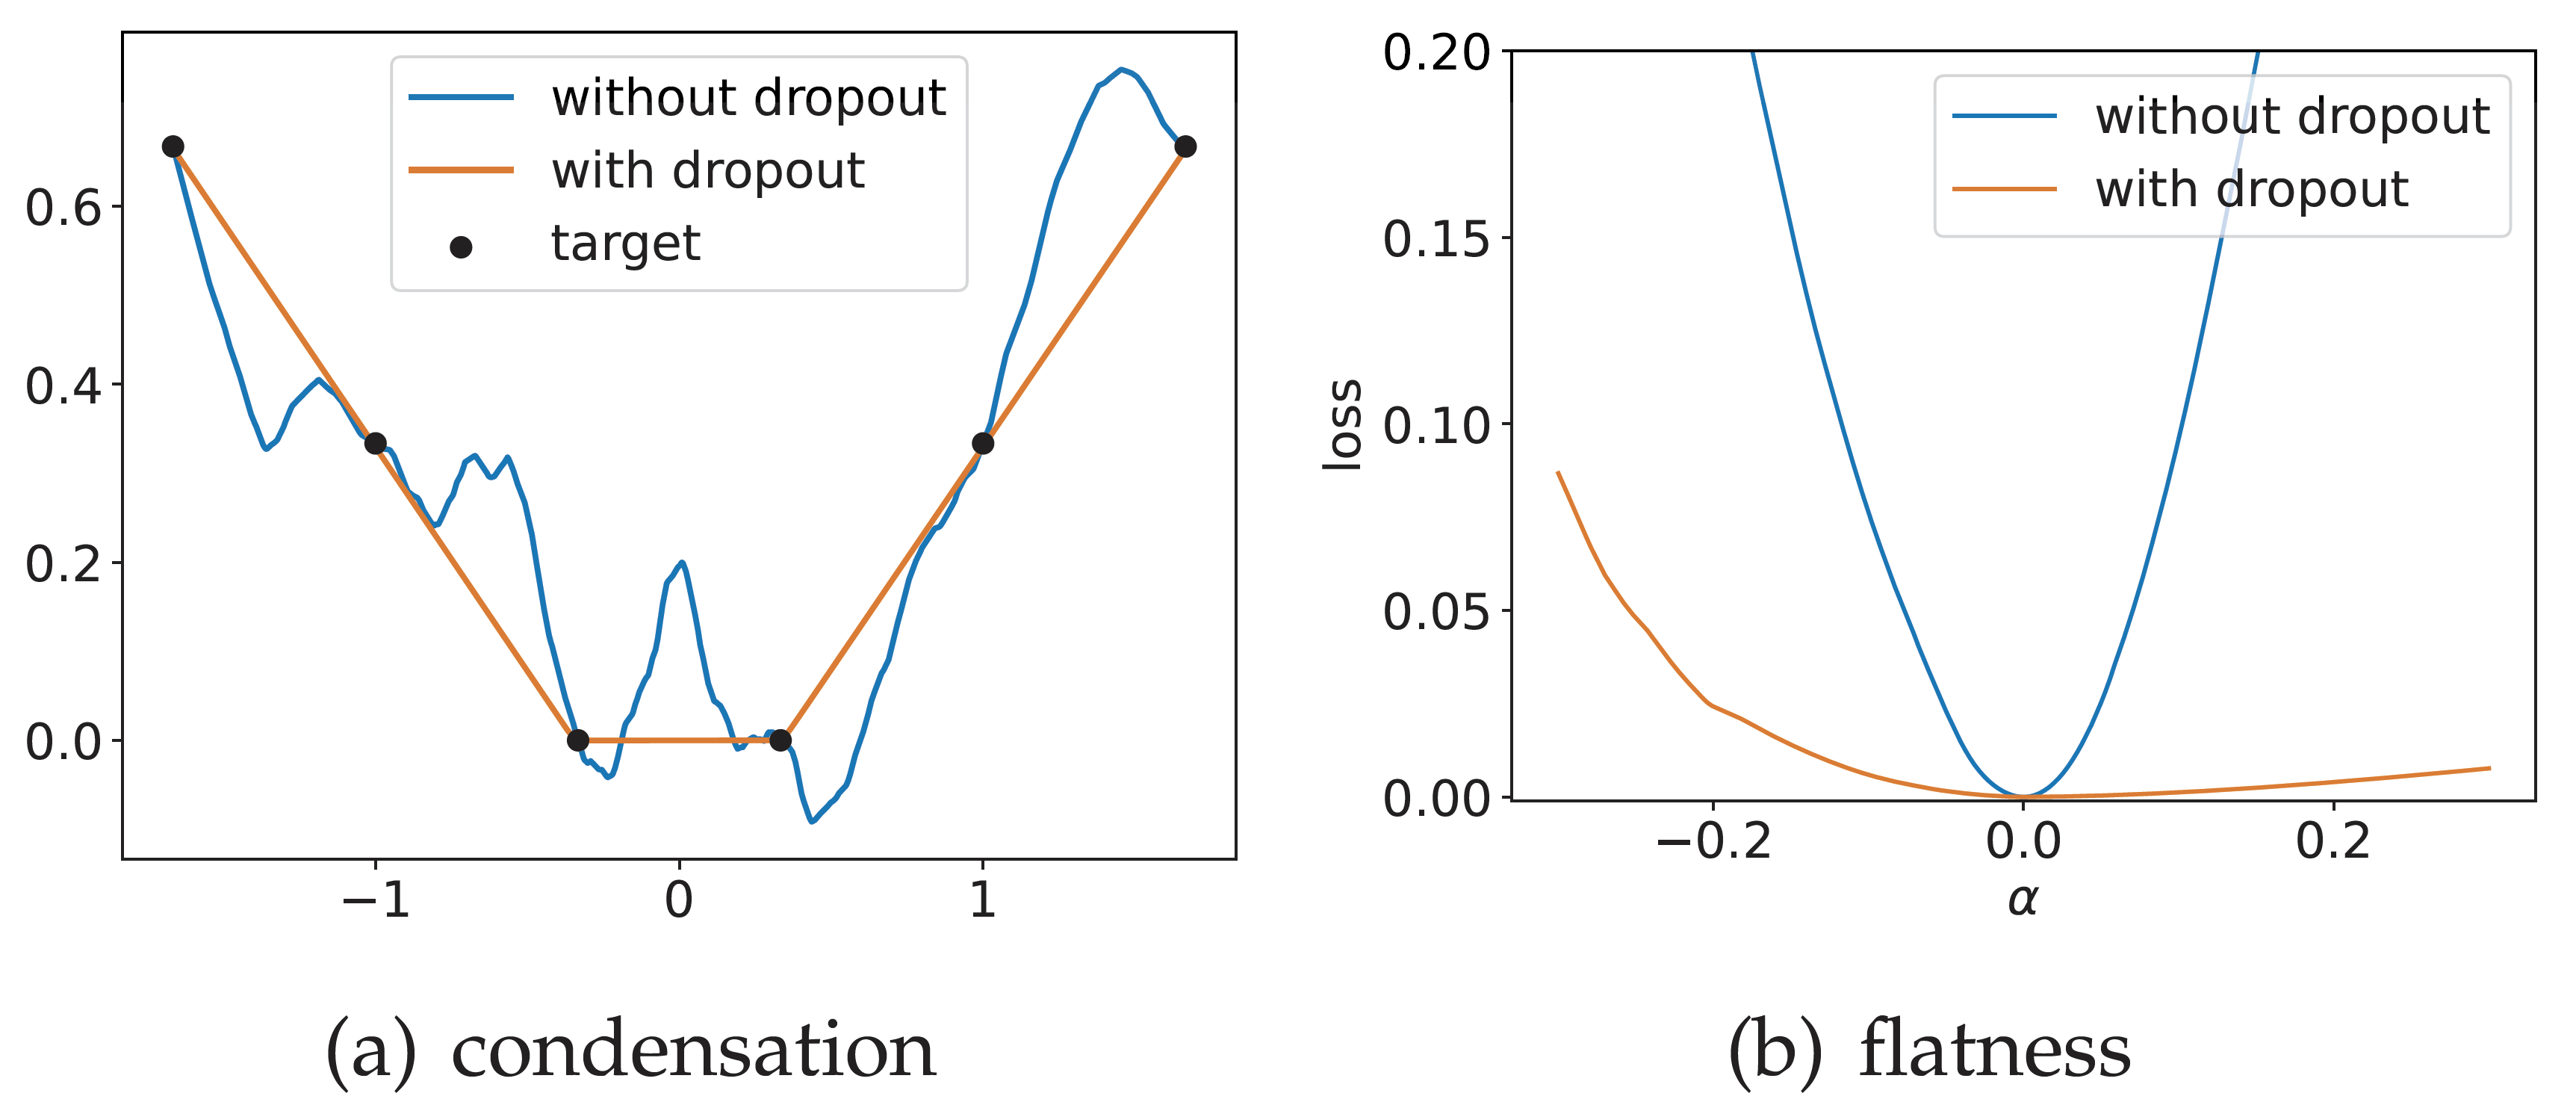 without dropout
with dropout
target
0.6
0.4
0.2
0.0
−1 0 1
(a) condensation
without dropout
with dropout
0.20
0.15
0.10
0.05
0.00
loss
−0.2 0.0 0.2
α
(b) flatness